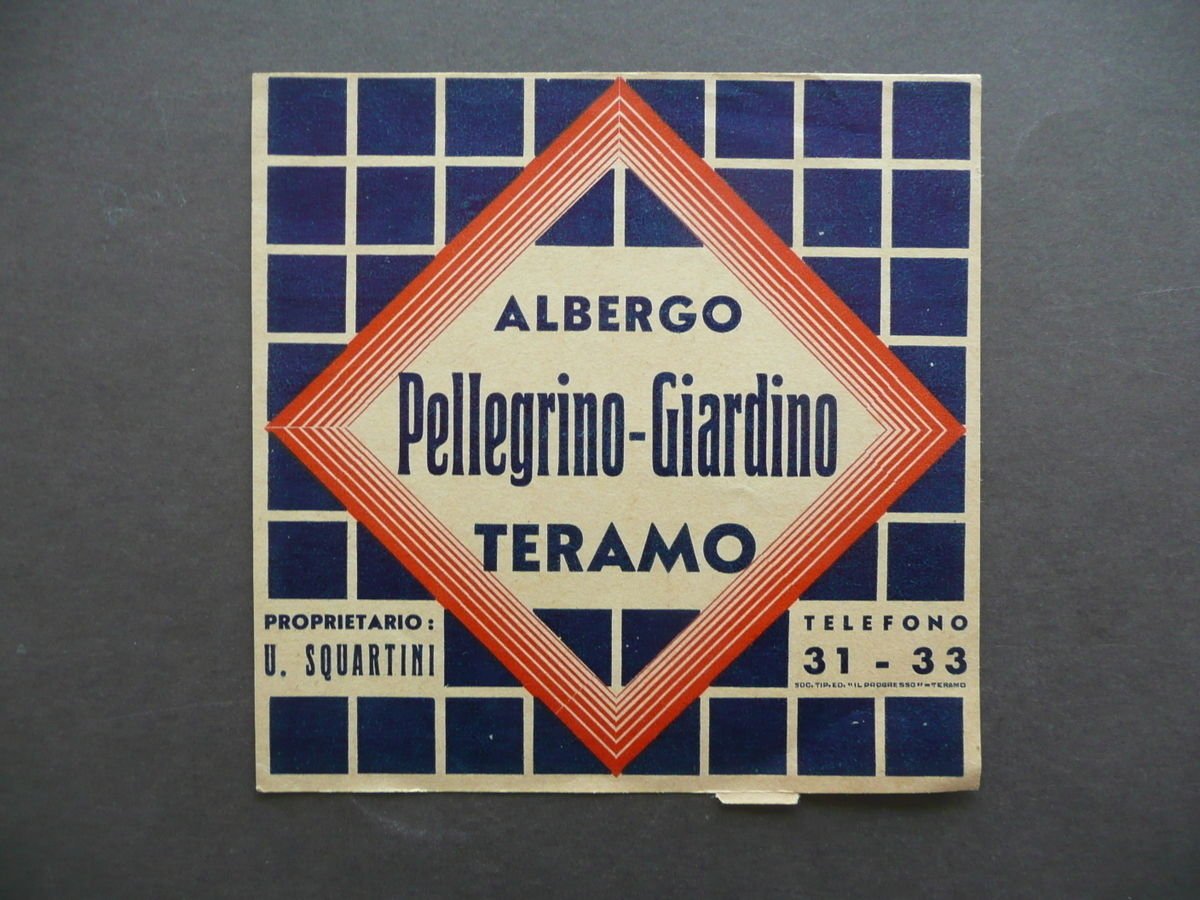 ALBERGO
Pellegrino-Giardino
TERAMO
PROPRIETARIO:
U. SQUARTINI
TELEFONO
31 - 33
SOC. TIP. ED. "IL PROGRESSO" - TERAMO